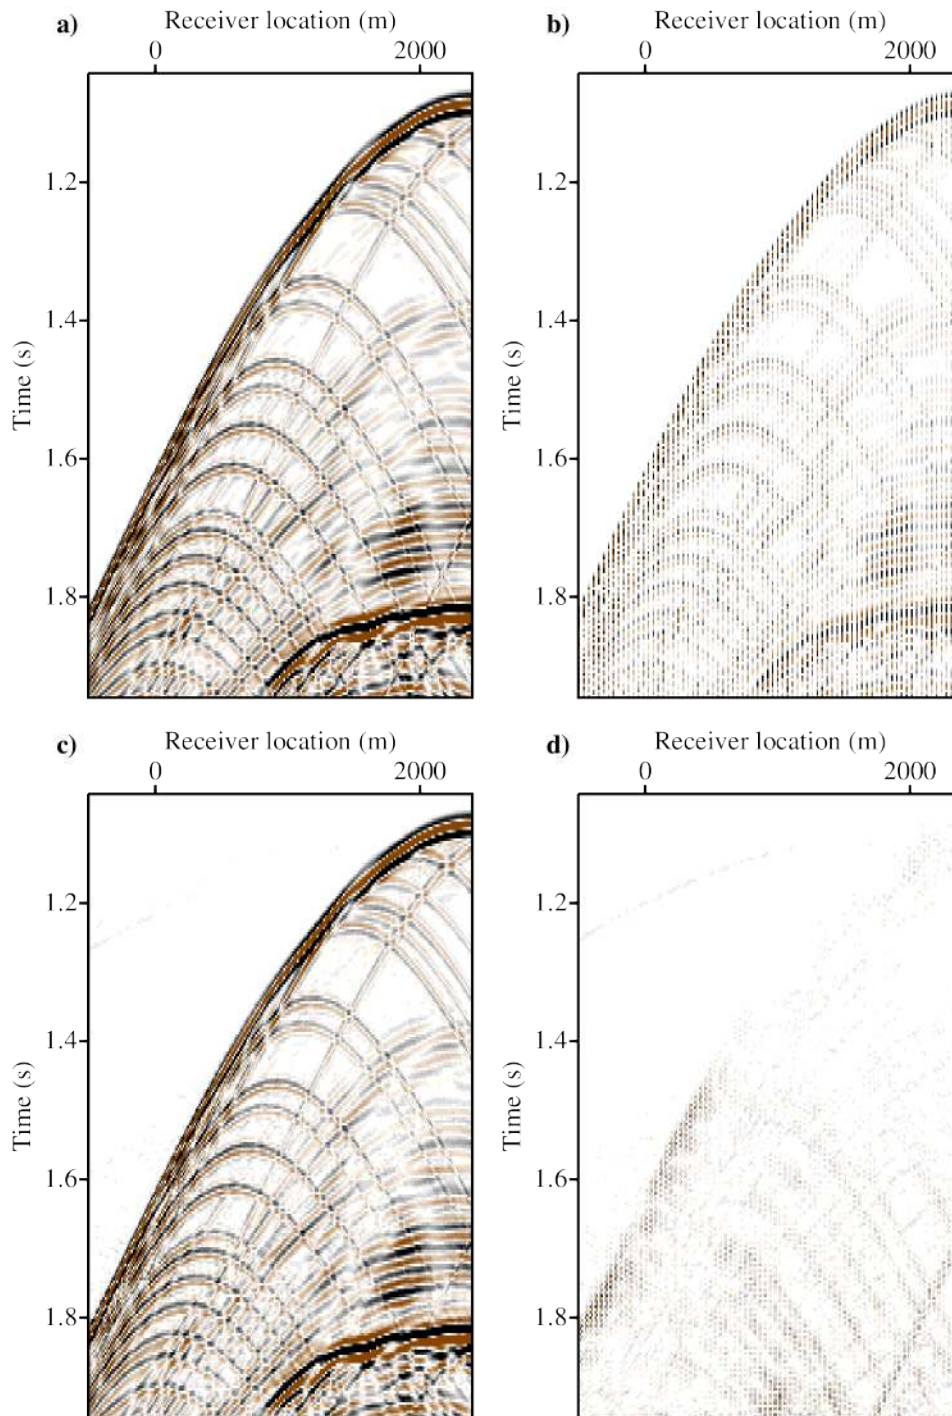 a) Receiver location (m)
0 2000
1.2
1.4
1.6
1.8
Time (s)
b) Receiver location (m)
0 2000
1.2
1.4
1.6
1.8
Time (s)
c) Receiver location (m)
0 2000
1.2
1.4
1.6
1.8
Time (s)
d) Receiver location (m)
0 2000
1.2
1.4
1.6
1.8
Time (s)